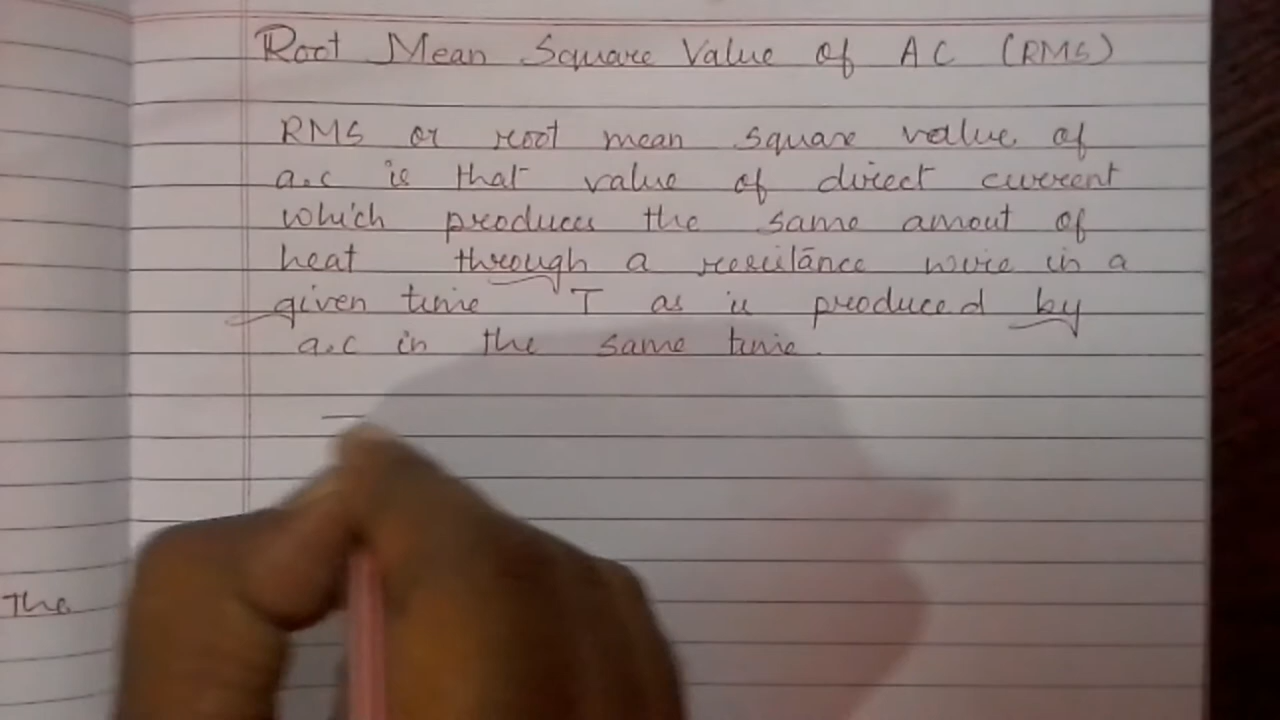 Root Mean Square Value of AC (RMS)
RMS or root mean square value of
a.c is that value of direct current
which produces the same amout of
heat through a resistance wire in a
given time T as is produced by
a.c in the same time.
The